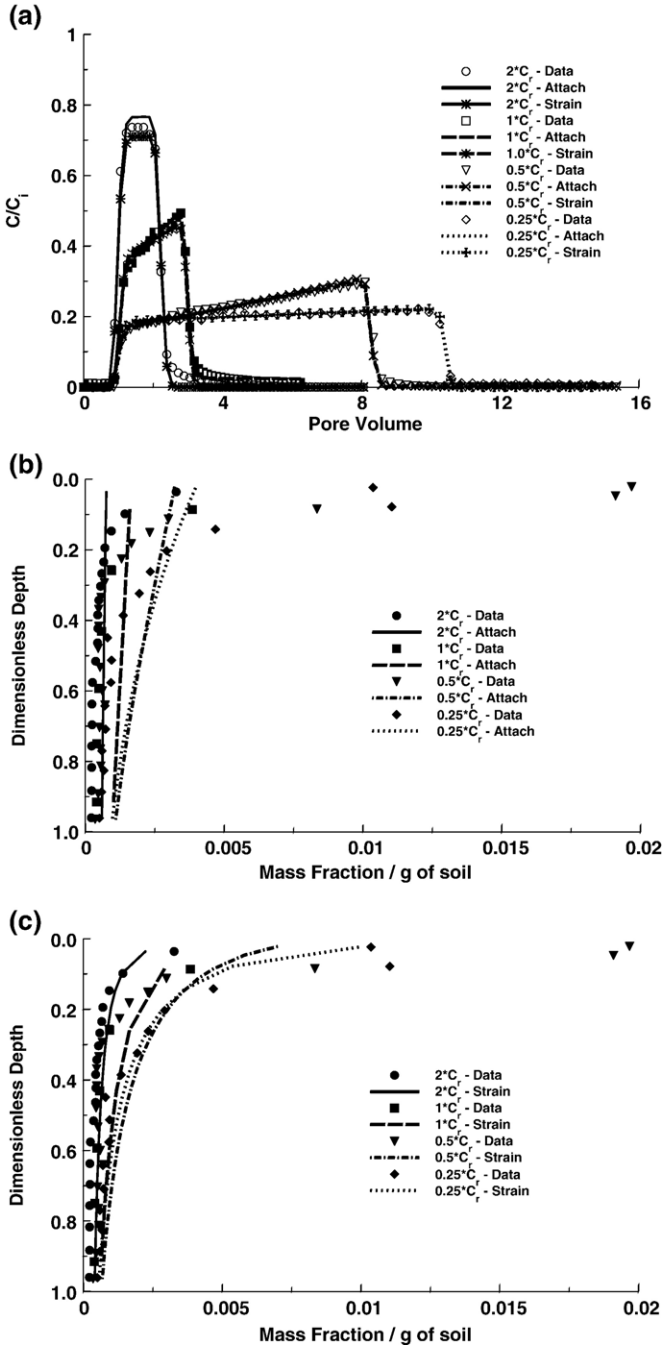 (a)
1
0.8
0.6
0.4
0.2
0
C/Ci
0 4 8 12 16
Pore Volume
2*Cr - Data
2*Cr - Attach
2*Cr - Strain
1*Cr - Data
1*Cr - Attach
1.0*Cr - Strain
0.5*Cr - Data
0.5*Cr - Attach
0.5*Cr - Strain
0.25*Cr - Data
0.25*Cr - Attach
0.25*Cr - Strain
(b)
0.0
0.2
0.4
0.6
0.8
1.0
Dimensionless Depth
0 0.005 0.01 0.015 0.02
Mass Fraction / g of soil
2*Cr - Data
2*Cr - Attach
1*Cr - Data
1*Cr - Attach
0.5*Cr - Data
0.5*Cr - Attach
0.25*Cr - Data
0.25*Cr - Attach
(c)
0.0
0.2
0.4
0.6
0.8
1.0
Dimensionless Depth
0 0.005 0.01 0.015 0.02
Mass Fraction / g of soil
2*Cr - Data
2*Cr - Strain
1*Cr - Data
1*Cr - Strain
0.5*Cr - Data
0.5*Cr - Strain
0.25*Cr - Data
0.25*Cr - Strain